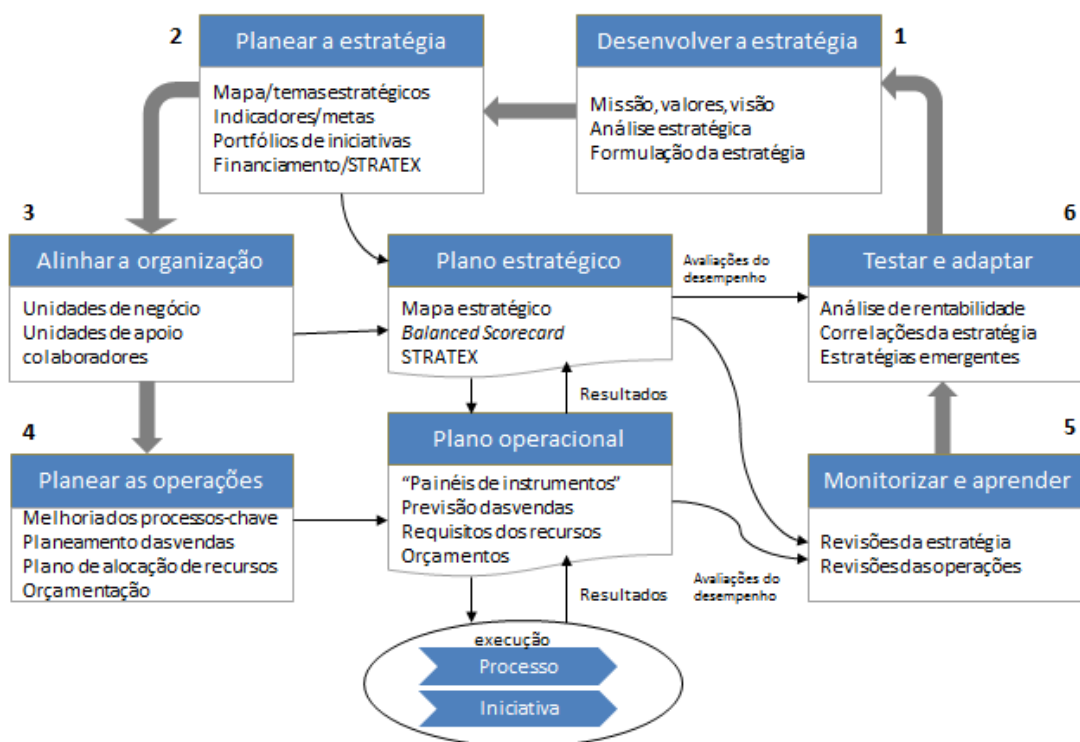 2
Planear a estratégia
Mapa/temas estratégicos
Indicadores/metas
Portfólios de iniciativas
Financiamento/STRATEX
Desenvolver a estratégia
1
Missão, valores, visão
Análise estratégica
Formulação da estratégia
3
Alinhar a organização
Unidades de negócio
Unidades de apoio
colaboradores
Plano estratégico
Mapa estratégico
Balanced Scorecard
STRATEX
Avaliações do
desempenho
6
Testar e adaptar
Análise de rentabilidade
Correlações da estratégia
Estratégias emergentes
Resultados
4
Planear as operações
Melhoria dos processos-chave
Planeamento das vendas
Plano de alocação de recursos
Orçamentação
Plano operacional
“Painéis de instrumentos”
Previsão das vendas
Requisitos dos recursos
Orçamentos
5
Monitorizar e aprender
Revisões da estratégia
Revisões das operações
Avaliações do
desempenho
Resultados
execução
Processo
Iniciativa